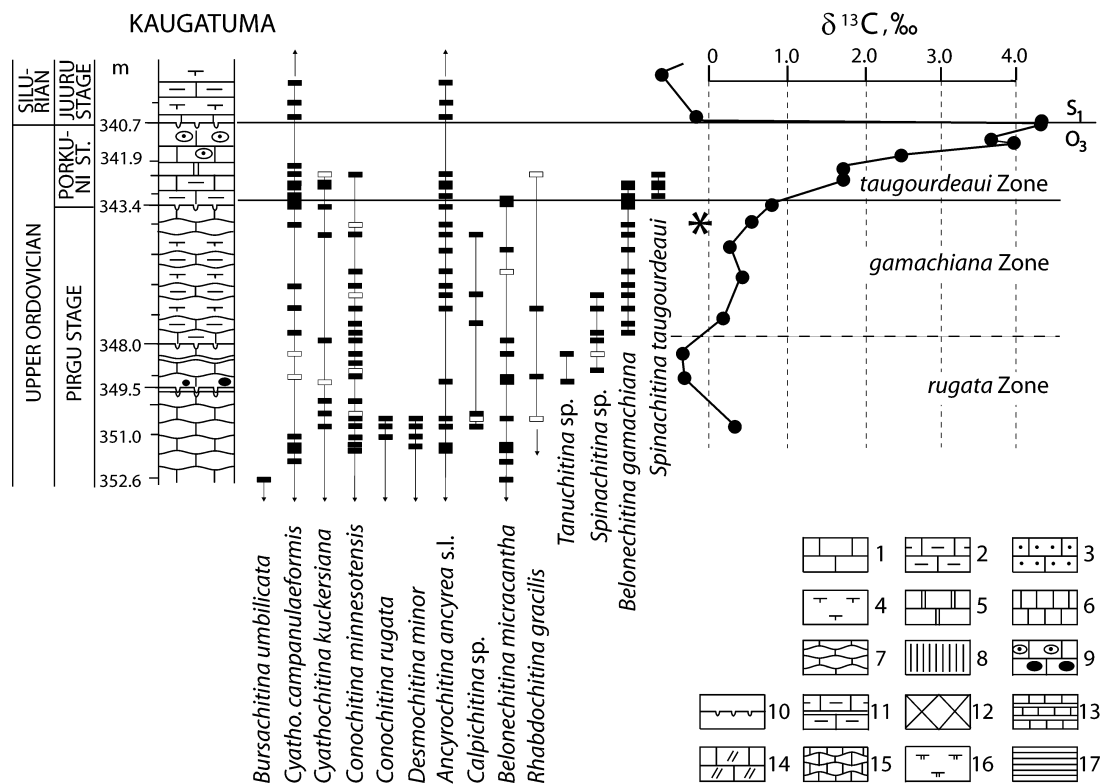 KAUGATUMA
δ ¹³C, ‰
m
0
1.0
2.0
3.0
4.0
SILU-
RIAN
JUURU
STAGE
UPPER ORDOVICIAN
PORKU-
NI ST.
PIRGU STAGE
340.7
341.9
343.4
348.0
349.5
351.0
352.6
S₁
O₃
taugourdeaui Zone
*
gamachiana Zone
rugata Zone
Bursachitina umbilicata
Cyatho. campanulaeformis
Cyathochitina kuckersiana
Conochitina minnesotensis
Conochitina rugata
Desmochitina minor
Ancyrochitina ancyrea s.l.
Calpichitina sp.
Belonechitina micracantha
Rhabdochitina gracilis
Tanuchitina sp.
Spinachitina sp.
Belonechitina gamachiana
Spinachitina taugourdeaui
1
2
3
4
5
6
7
8
9
10
11
12
13
14
15
16
17